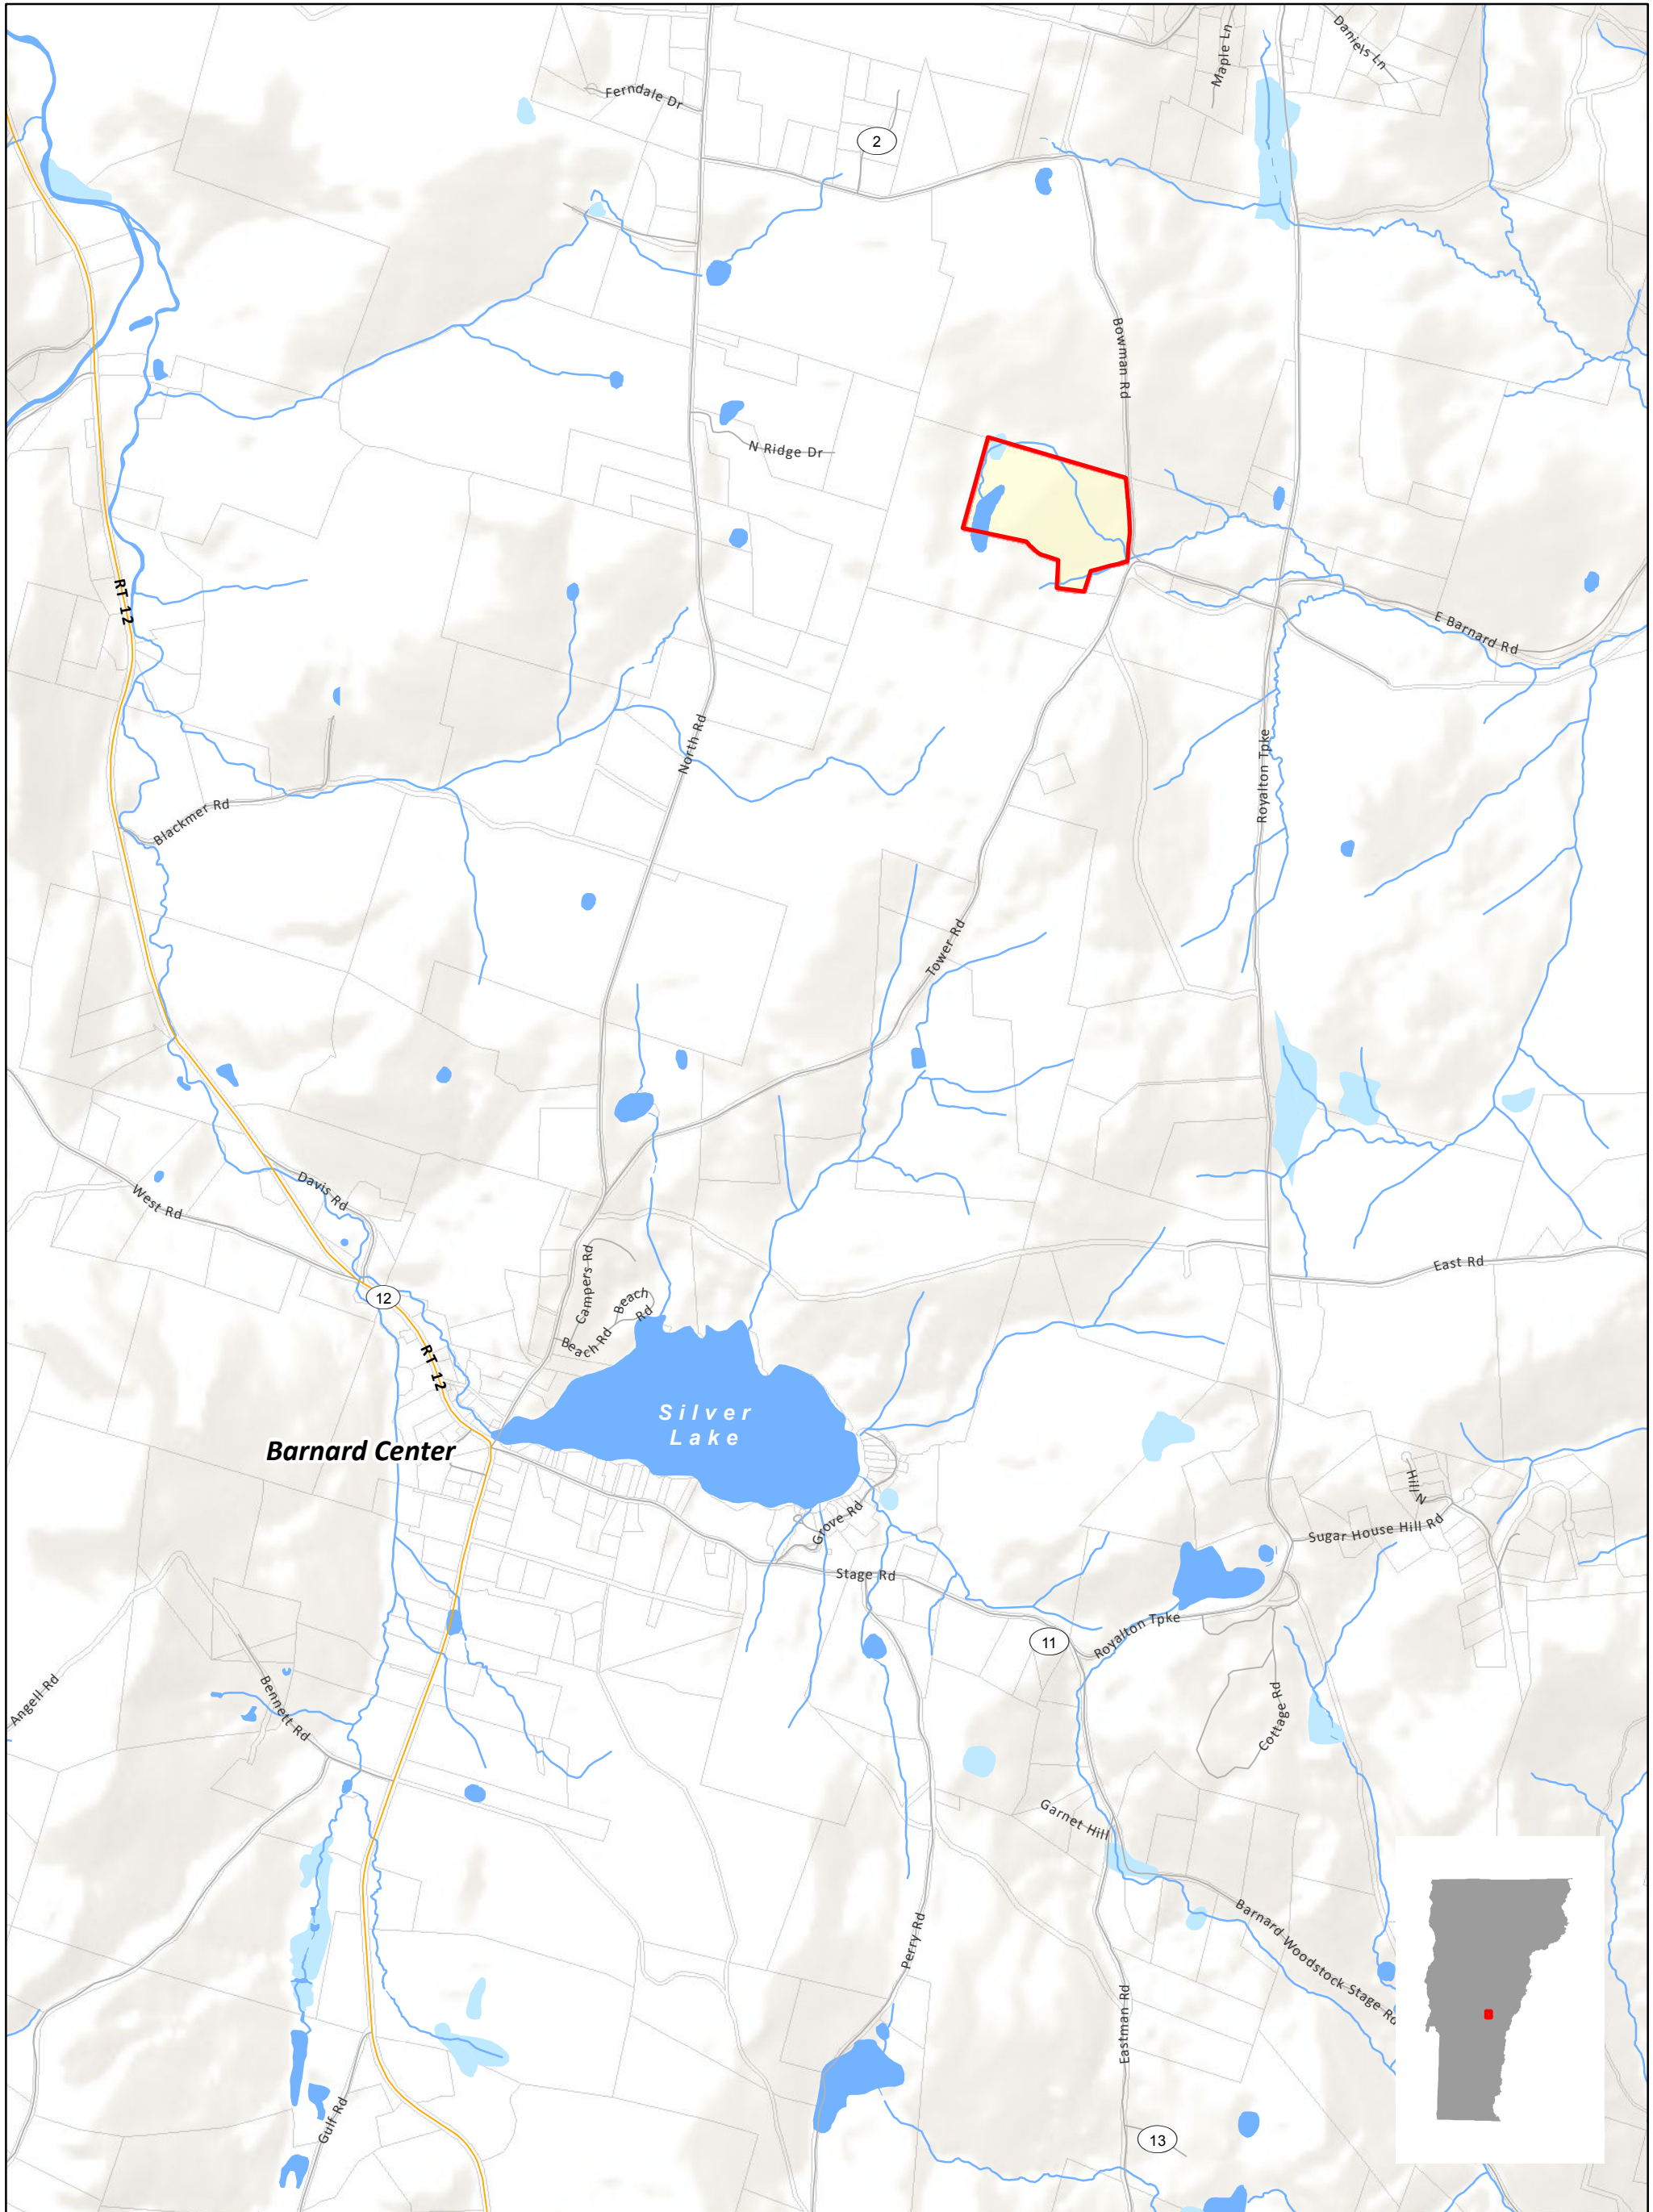 Maple Ln
Daniels Ln
Ferndale Dr
2
Bowman Rd
N Ridge Dr
RT 12
E Barnard Rd
North Rd
Royalton Tpke
Blackmer Rd
Tower Rd
Davis Rd
West Rd
East Rd
Campers Rd
Beach
Rd
12
Beach Rd
RT 12
Silver
Lake
Barnard Center
Hill N
Grove Rd
Sugar House Hill Rd
Stage Rd
Royalton Tpke
11
Angell Rd
Bennett Rd
Cottage Rd
Garnet Hill
Barnard Woodstock Stage Rd
Perry Rd
Eastman Rd
Gulf Rd
13